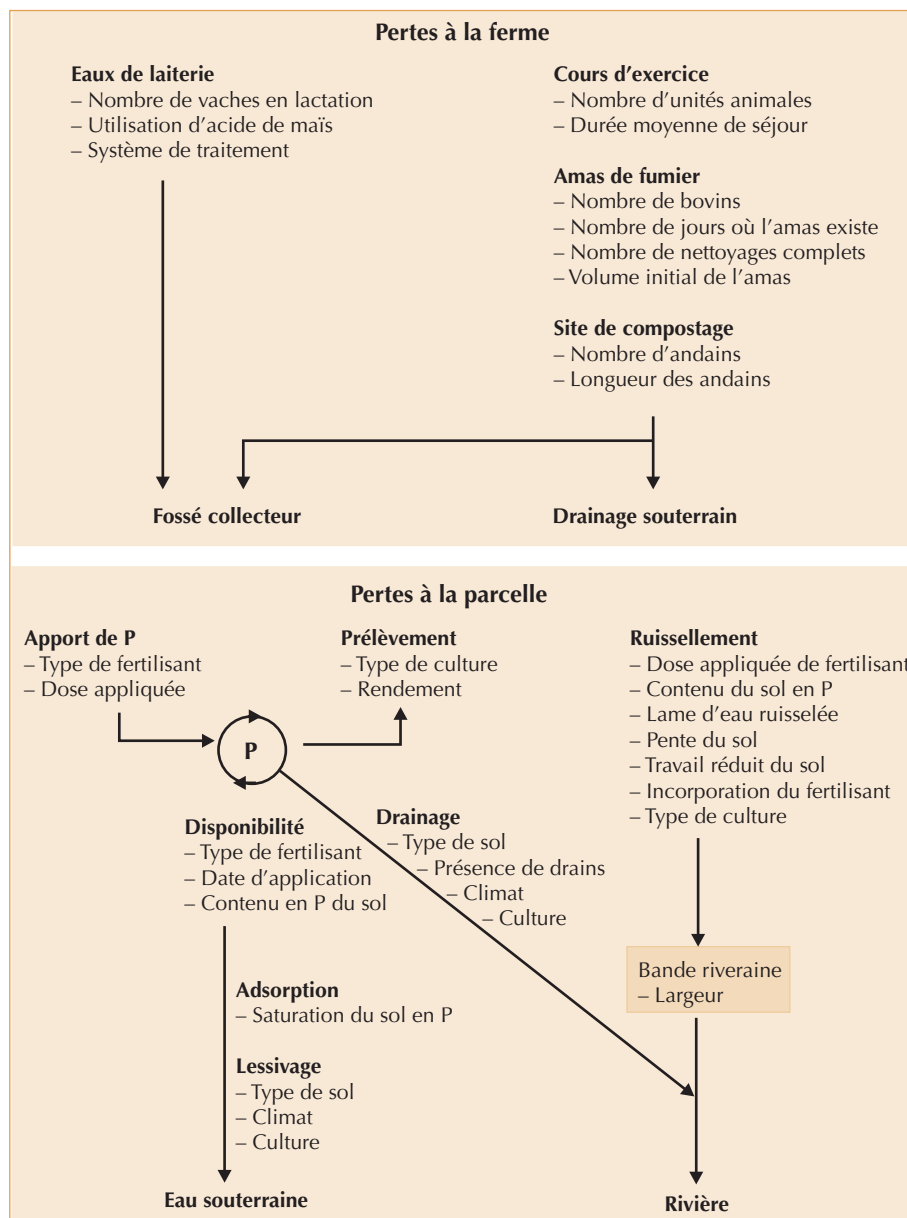 Pertes à la ferme
Eaux de laiterie
– Nombre de vaches en lactation
– Utilisation d'acide de maïs
– Système de traitement
Cours d'exercice
– Nombre d'unités animales
– Durée moyenne de séjour
Amas de fumier
– Nombre de bovins
– Nombre de jours où l'amas existe
– Nombre de nettoyages complets
– Volume initial de l'amas
Site de compostage
– Nombre d'andains
– Longueur des andains
Fossé collecteur
Drainage souterrain
Pertes à la parcelle
Apport de P
– Type de fertilisant
– Dose appliquée
Prélèvement
– Type de culture
– Rendement
Ruissellement
– Dose appliquée de fertilisant
– Contenu du sol en P
– Lame d'eau ruisselée
– Pente du sol
– Travail réduit du sol
– Incorporation du fertilisant
– Type de culture
P
Disponibilité
– Type de fertilisant
– Date d'application
– Contenu en P du sol
Drainage
– Type de sol
– Présence de drains
– Climat
– Culture
Bande riveraine
– Largeur
Adsorption
– Saturation du sol en P
Lessivage
– Type de sol
– Climat
– Culture
Eau souterraine
Rivière